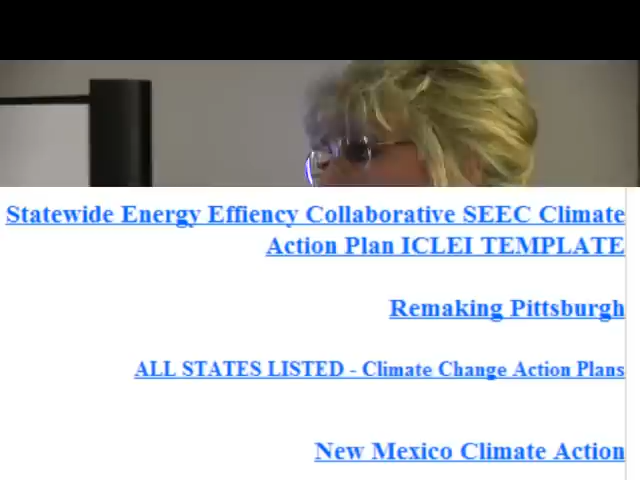 Statewide Energy Effiency Collaborative SEEC Climate
Action Plan ICLEI TEMPLATE
Remaking Pittsburgh
ALL STATES LISTED - Climate Change Action Plans
New Mexico Climate Action